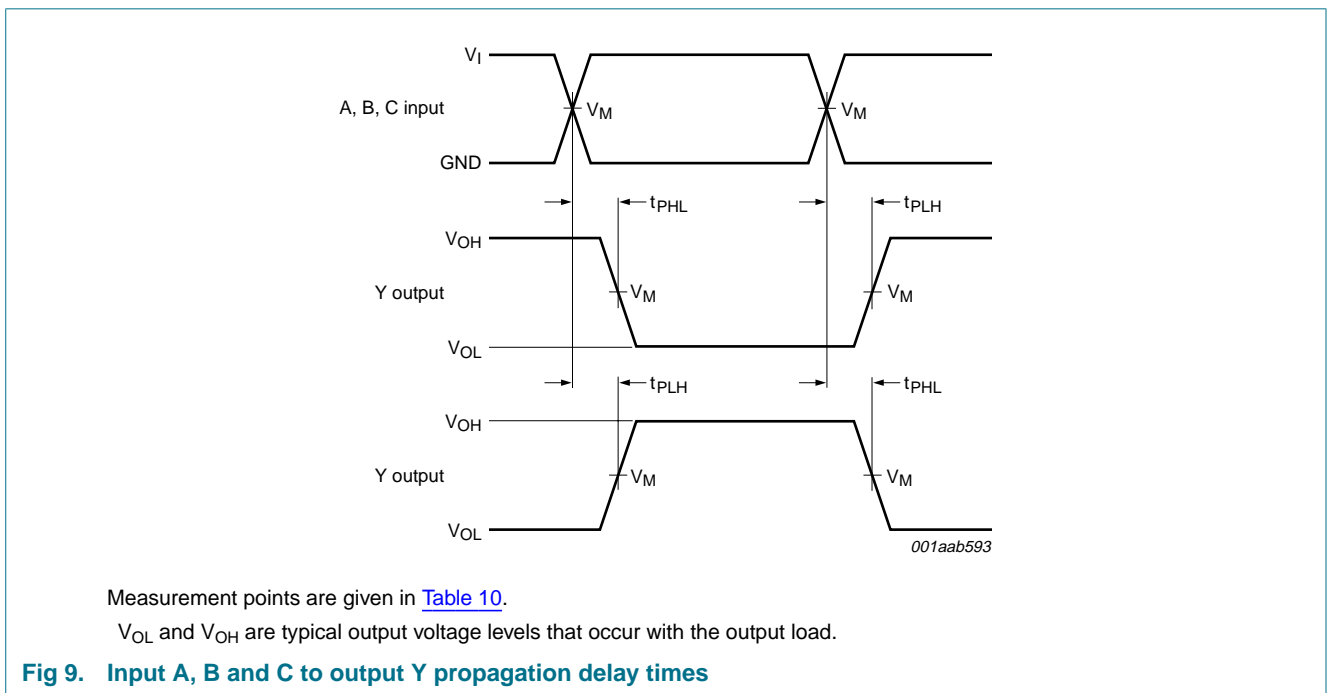 VI
A, B, C input
VM
VM
GND
tPHL
tPLH
VOH
Y output
VM
VM
VOL
tPLH
tPHL
VOH
Y output
VM
VM
VOL
001aab593
Measurement points are given in Table 10.
VOL and VOH are typical output voltage levels that occur with the output load.
Fig 9. Input A, B and C to output Y propagation delay times